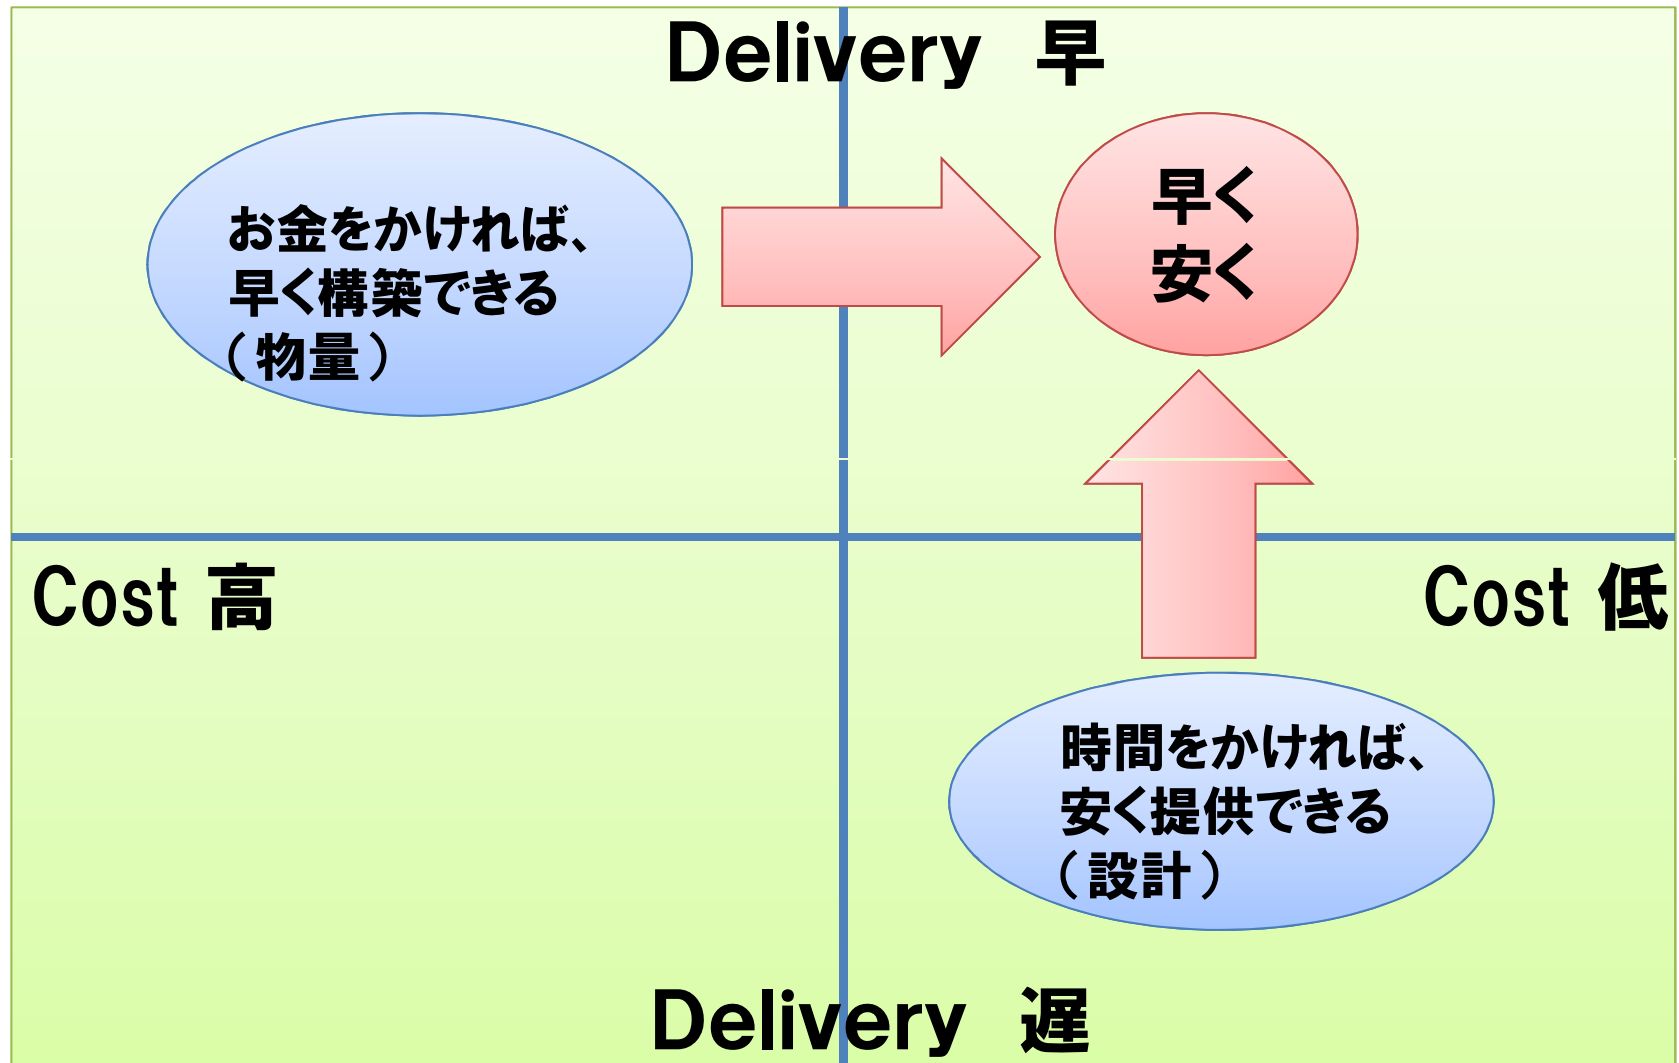 Delivery 早
お金をかければ、
早く構築できる
（物量）
早く
安く
Cost 高
Cost 低
時間をかければ、
安く提供できる
（設計）
Delivery 遅